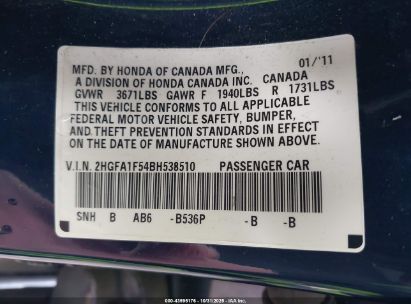 MFD. BY HONDA OF CANADA MFG., 01/'11
A DIVISION OF HONDA CANADA INC. CANADA
GVWR 3671LBS GAWR F 1940LBS R 1731LBS
THIS VEHICLE CONFORMS TO ALL APPLICABLE
FEDERAL MOTOR VEHICLE SAFETY, BUMPER,
AND THEFT PREVENTION STANDARDS IN EFFECT
ON THE DATE OF MANUFACTURE SHOWN ABOVE.
V.I.N. 2HGFA1F54BH538510 PASSENGER CAR
SNH B AB6 -B536P -B -B